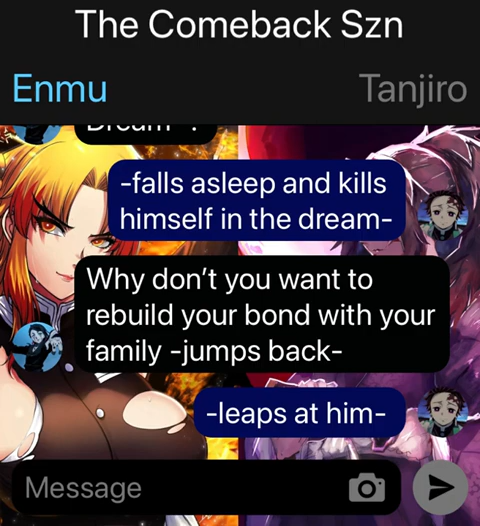 The Comeback Szn
Enmu
Tanjiro
-falls asleep and kills
himself in the dream-
Why don’t you want to
rebuild your bond with your
family -jumps back-
-leaps at him-
Message